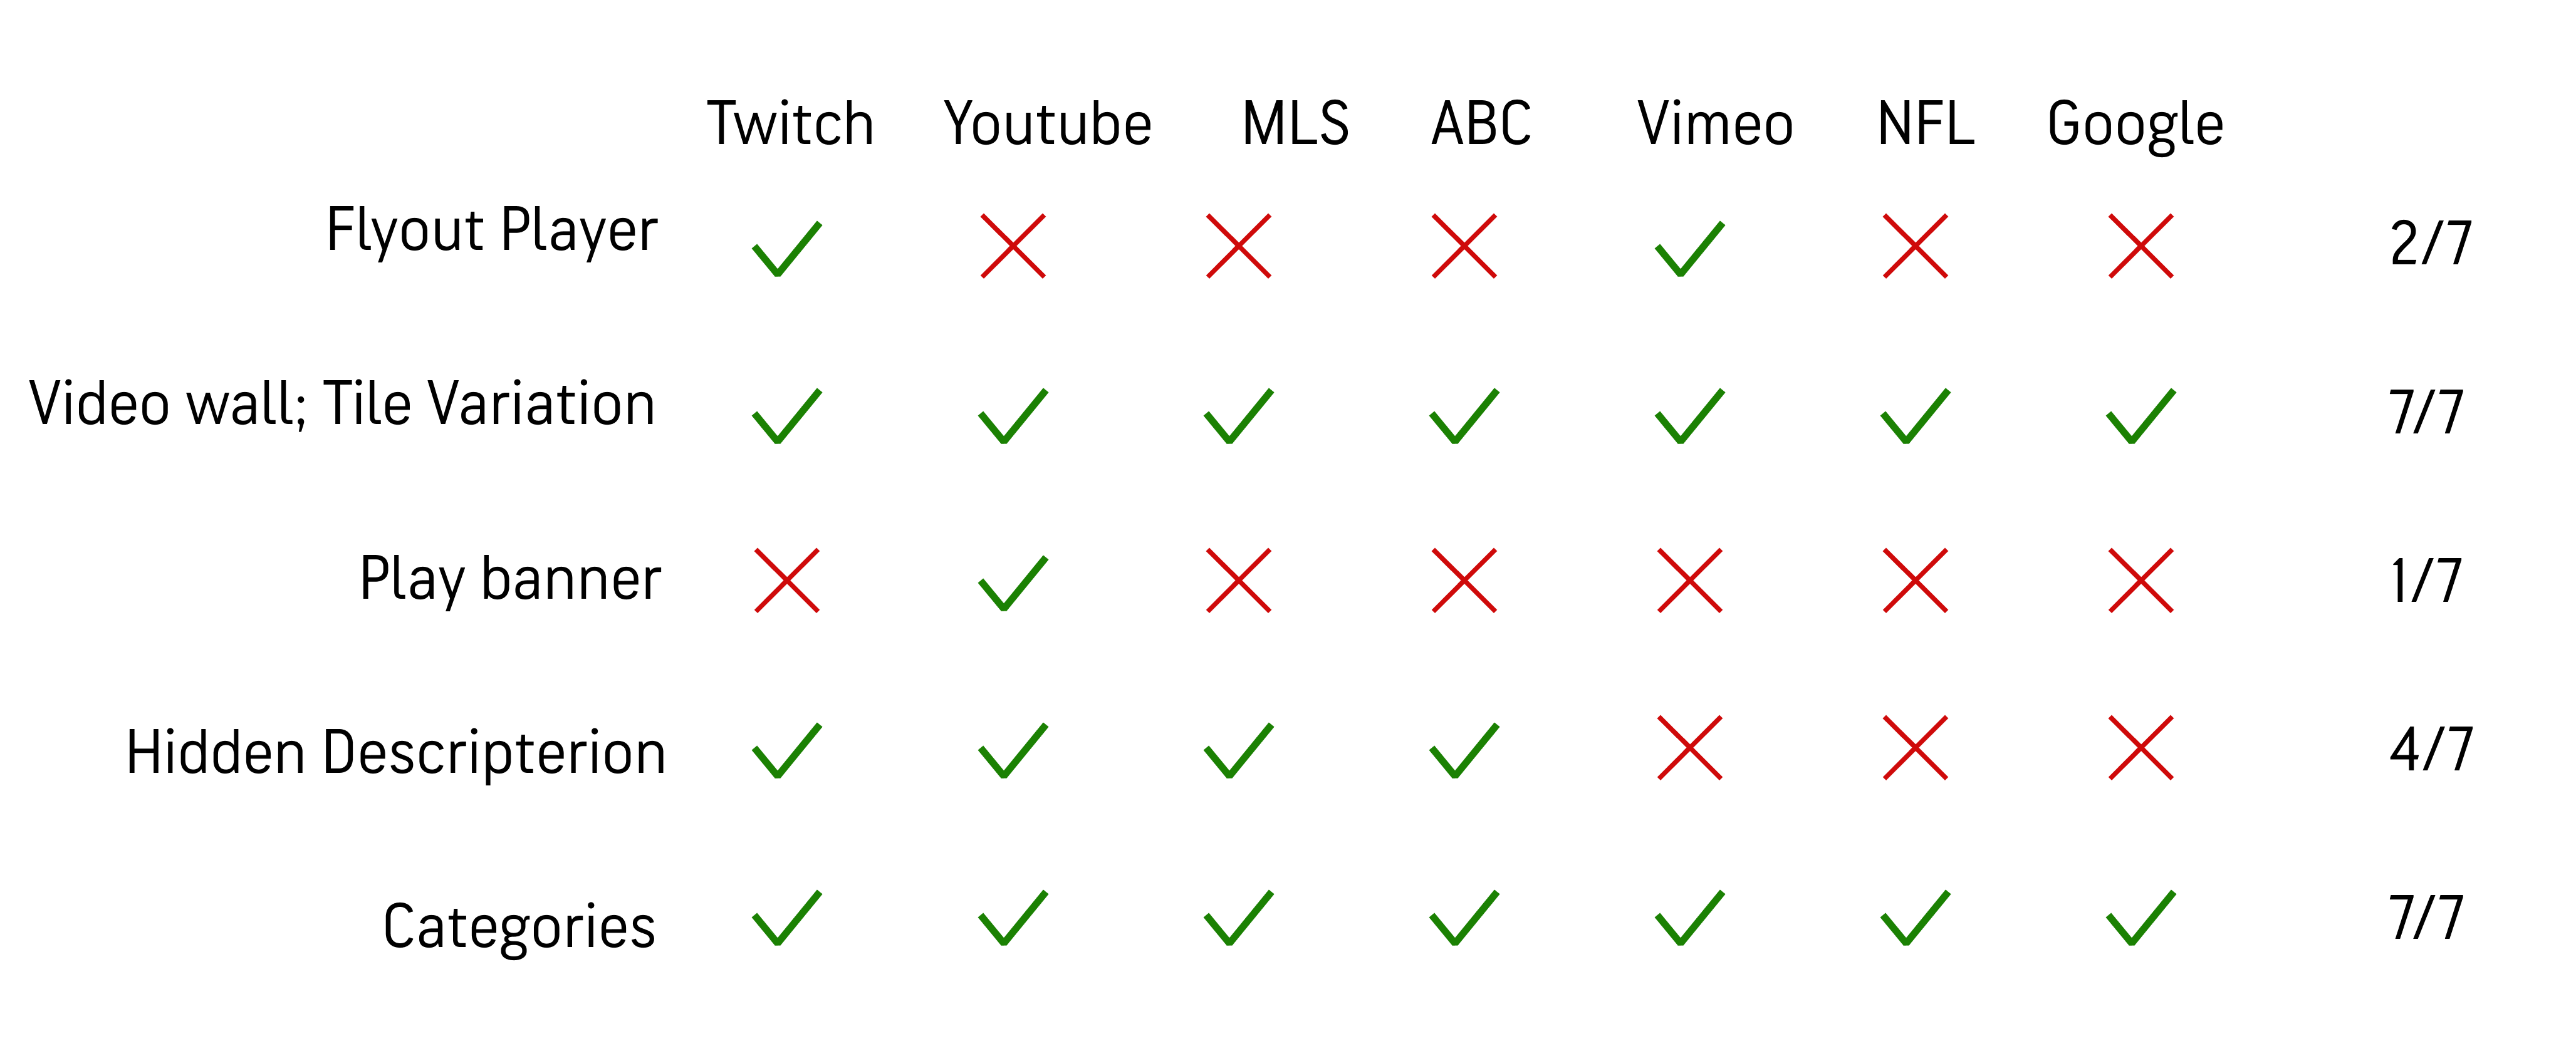 Twitch Youtube MLS ABC Vimeo NFL Google
Flyout Player 2/7
Video wall; Tile Variation 7/7
Play banner 1/7
Hidden Descripterion 4/7
Categories 7/7